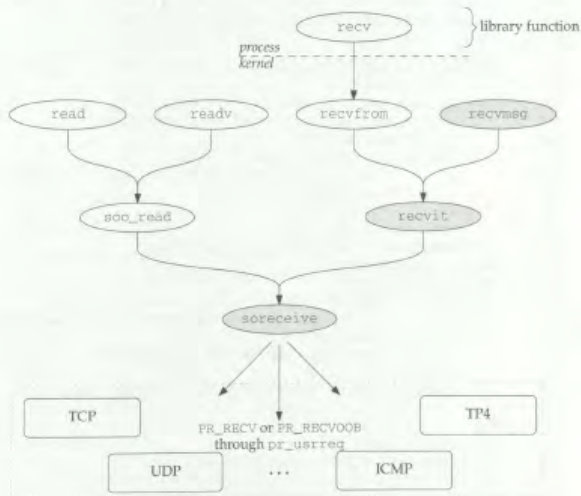 recv
library function
process
kernel
read
readv
recvfrom
recvmsg
soo_read
recvit
soreceive
TCP
TP4
PR_RECV or PR_RECVOOB
through pr_usrreq
UDP
...
ICMP